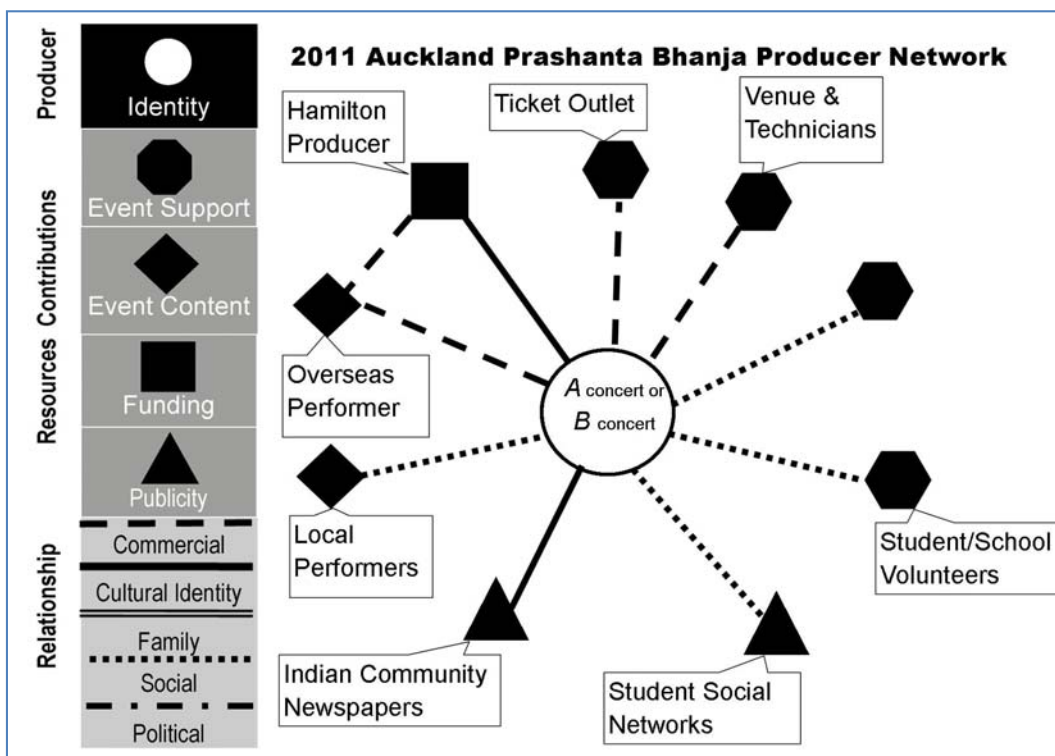 2011 Auckland Prashanta Bhanja Producer Network
Producer
Identity
Resources Contributions
Event Support
Event Content
Funding
Publicity
Relationship
Commercial
Cultural Identity
Family
Social
Political
Hamilton
Producer
Ticket Outlet
Venue &
Technicians
Overseas
Performer
A concert or
B concert
Local
Performers
Student/School
Volunteers
Indian Community
Newspapers
Student Social
Networks